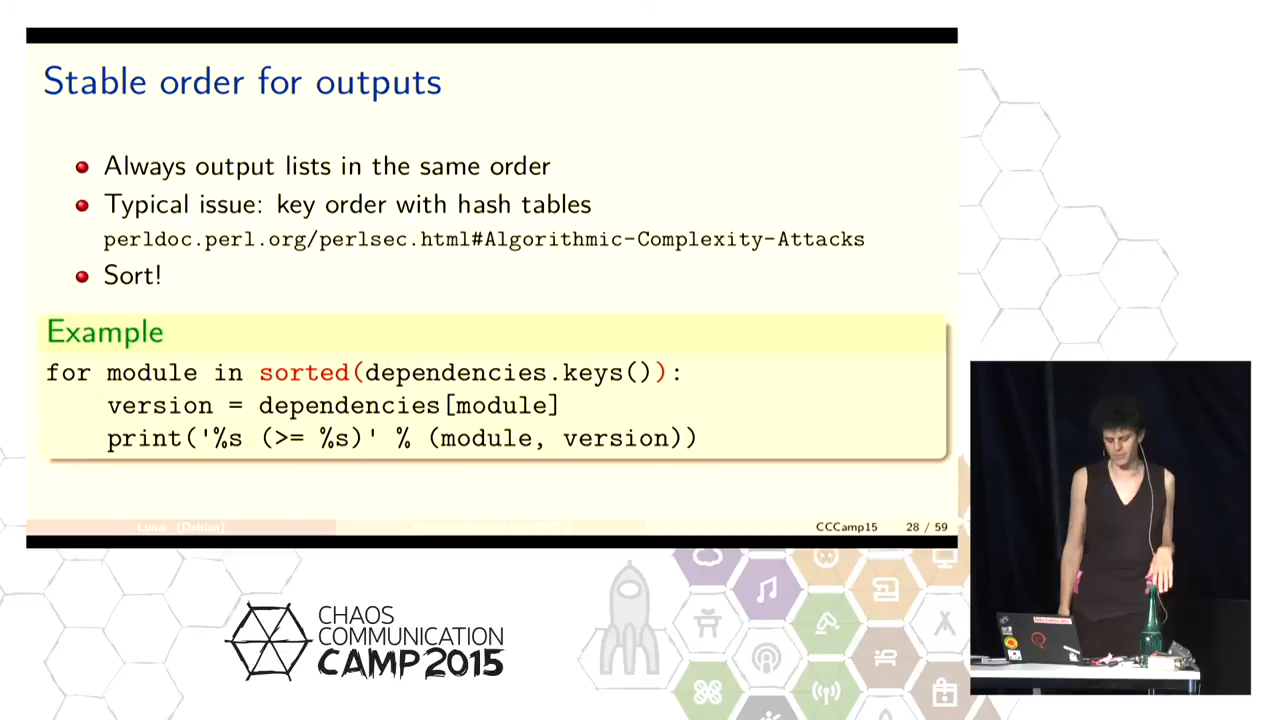 Stable order for outputs
Always output lists in the same order
Typical issue: key order with hash tables
perldoc.perl.org/perlsec.html#Algorithmic-Complexity-Attacks
Sort!
Example
for module in sorted(dependencies.keys()):
    version = dependencies[module]
    print('%s (>= %s)' % (module, version))
Lunar (Debian)
CCCamp15 28 / 59
CHAOS
COMMUNICATION
CAMP 2015